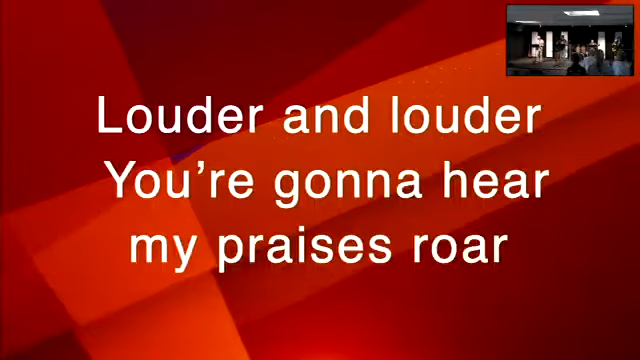 Louder and louder
You're gonna hear
my praises roar